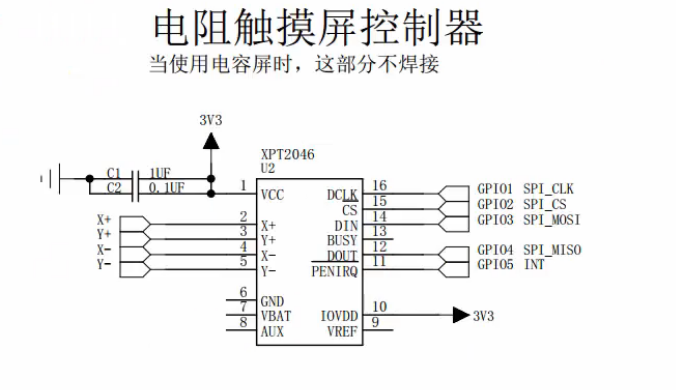 电阻触摸屏控制器
当使用电容屏时，这部分不焊接
3V3
XPT2046
U2
C1 1UF
C2 0.1UF
1 VCC
2 X+
3 Y+
4 X-
5 Y-
6 GND
7 VBAT
8 AUX
X+
Y+
X-
Y-
DCLK 16 GPIO1 SPI_CLK
CS 15 GPIO2 SPI_CS
DIN 14 GPIO3 SPI_MOSI
BUSY 13
DOUT 12 GPIO4 SPI_MISO
PENIRQ 11 GPIO5 INT
IOVDD 10 3V3
VREF 9